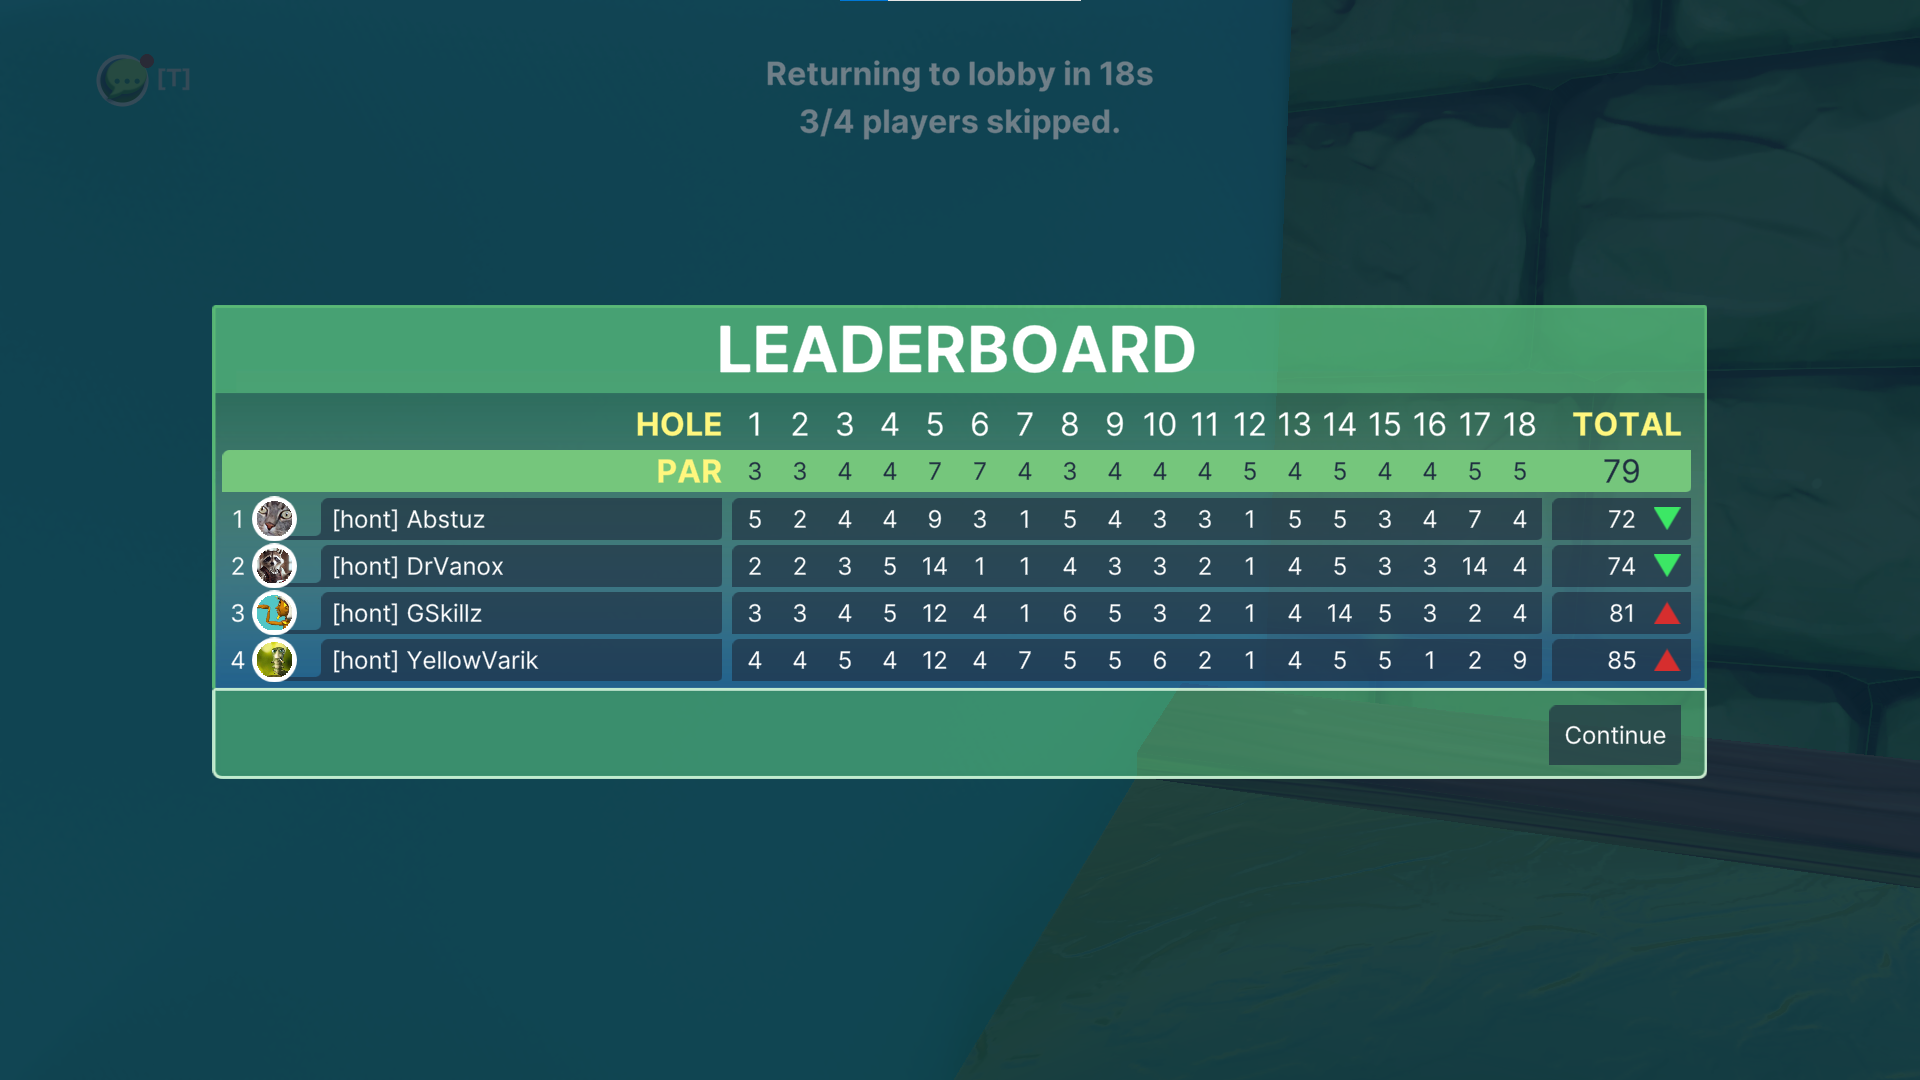 [T]
Returning to lobby in 18s
3/4 players skipped.
LEADERBOARD
HOLE 1 2 3 4 5 6 7 8 9 10 11 12 13 14 15 16 17 18 TOTAL
PAR 3 3 4 4 7 7 4 3 4 4 4 5 4 5 4 4 5 5 79
1 [hont] Abstuz 5 2 4 4 9 3 1 5 4 3 3 1 5 5 3 4 7 4 72
2 [hont] DrVanox 2 2 3 5 14 1 1 4 3 3 2 1 4 5 3 3 14 4 74
3 [hont] GSkillz 3 3 4 5 12 4 1 6 5 3 2 1 4 14 5 3 2 4 81
4 [hont] YellowVarik 4 4 5 4 12 4 7 5 5 6 2 1 4 5 5 1 2 9 85
Continue